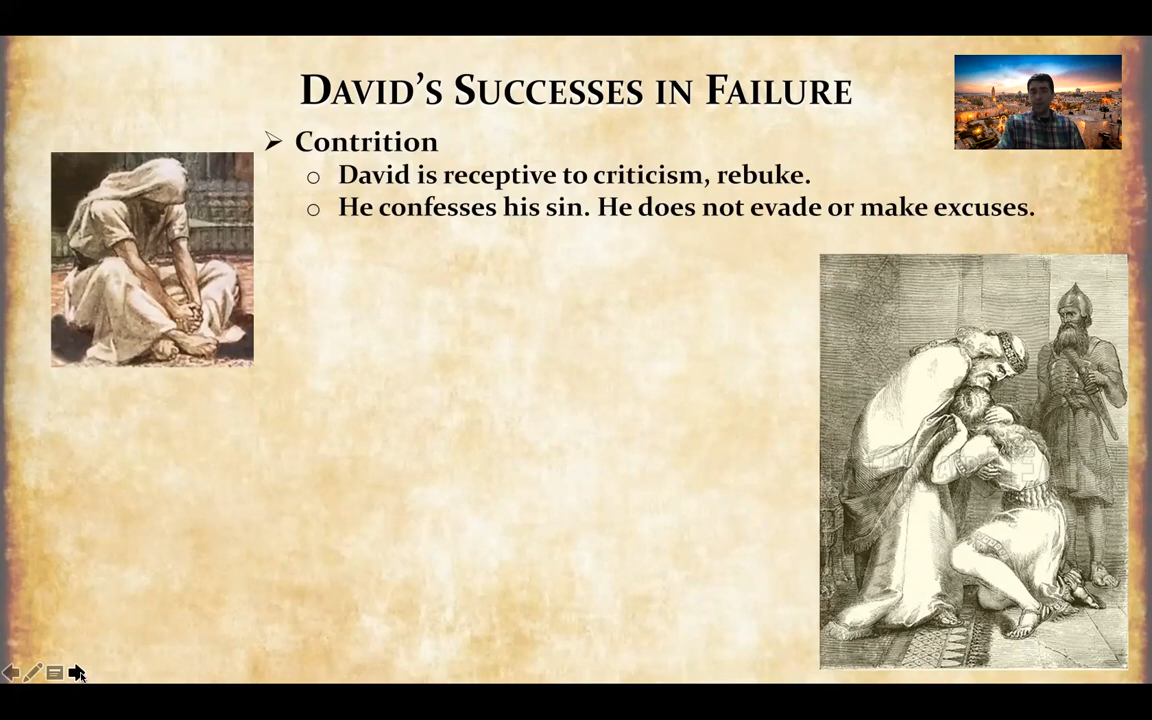 David's Successes in Failure
Contrition
David is receptive to criticism, rebuke.
He confesses his sin. He does not evade or make excuses.